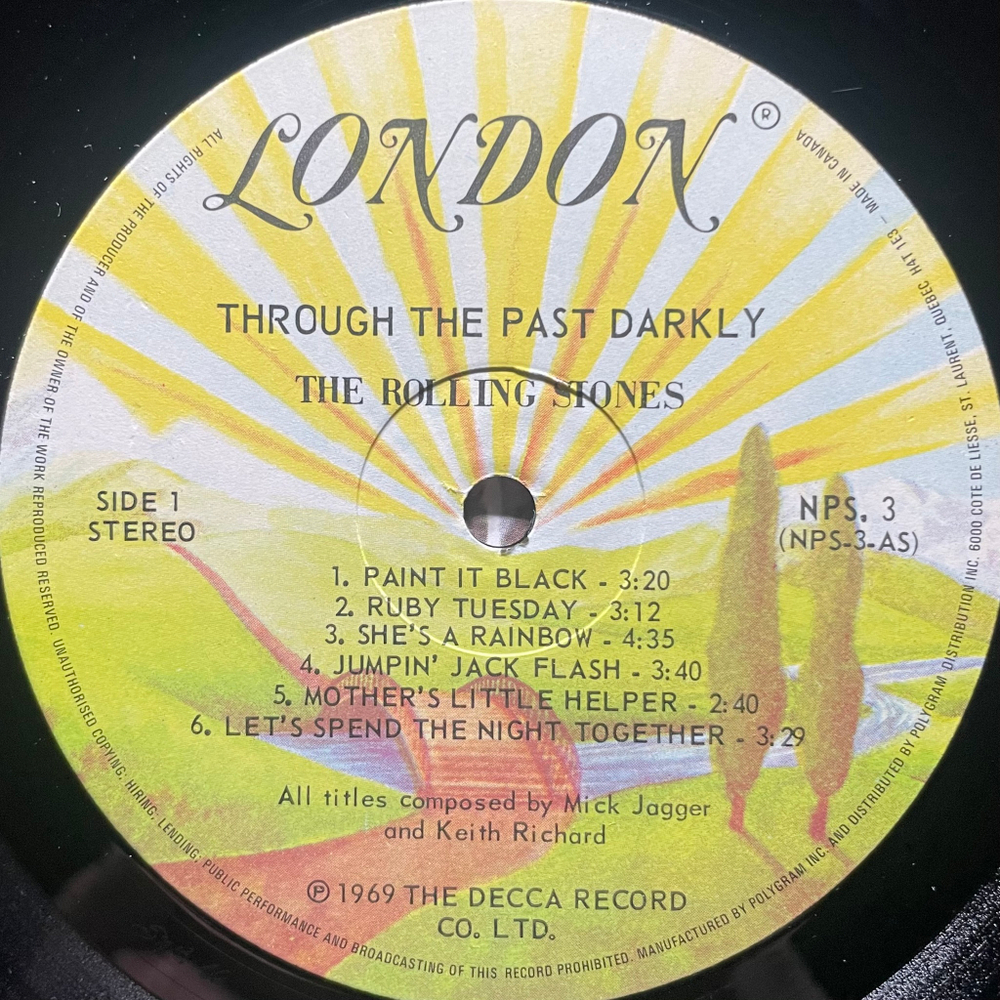 LONDON®
THROUGH THE PAST DARKLY
THE ROLLING STONES
SIDE 1
STEREO
NPS. 3
(NPS-3-AS)
1. PAINT IT BLACK - 3:20
2. RUBY TUESDAY - 3:12
3. SHE'S A RAINBOW - 4:35
4. JUMPIN' JACK FLASH - 3:40
5. MOTHER'S LITTLE HELPER - 2:40
6. LET'S SPEND THE NIGHT TOGETHER - 3:29
All titles composed by Mick Jagger
and Keith Richard
℗ 1969 THE DECCA RECORD
CO. LTD.
ALL RIGHTS OF THE PRODUCER AND OF THE OWNER OF THE WORK REPRODUCED RESERVED. UNAUTHORISED COPYING, HIRING, LENDING, PUBLIC PERFORMANCE AND BROADCASTING OF THIS RECORD PROHIBITED. MANUFACTURED BY POLYGRAM INC. AND DISTRIBUTED BY POLYGRAM DISTRIBUTION INC. 6000 COTE DE LIESSE, ST. LAURENT, QUEBEC H4T 1E3 – MADE IN CANADA